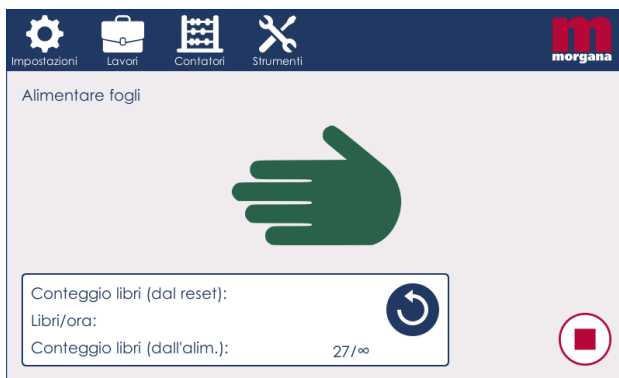 Impostazioni Lavori Contatori Strumenti
m
morgana
Alimentare fogli
Conteggio libri (dal reset):
Libri/ora:
Conteggio libri (dall'alim.): 27/∞